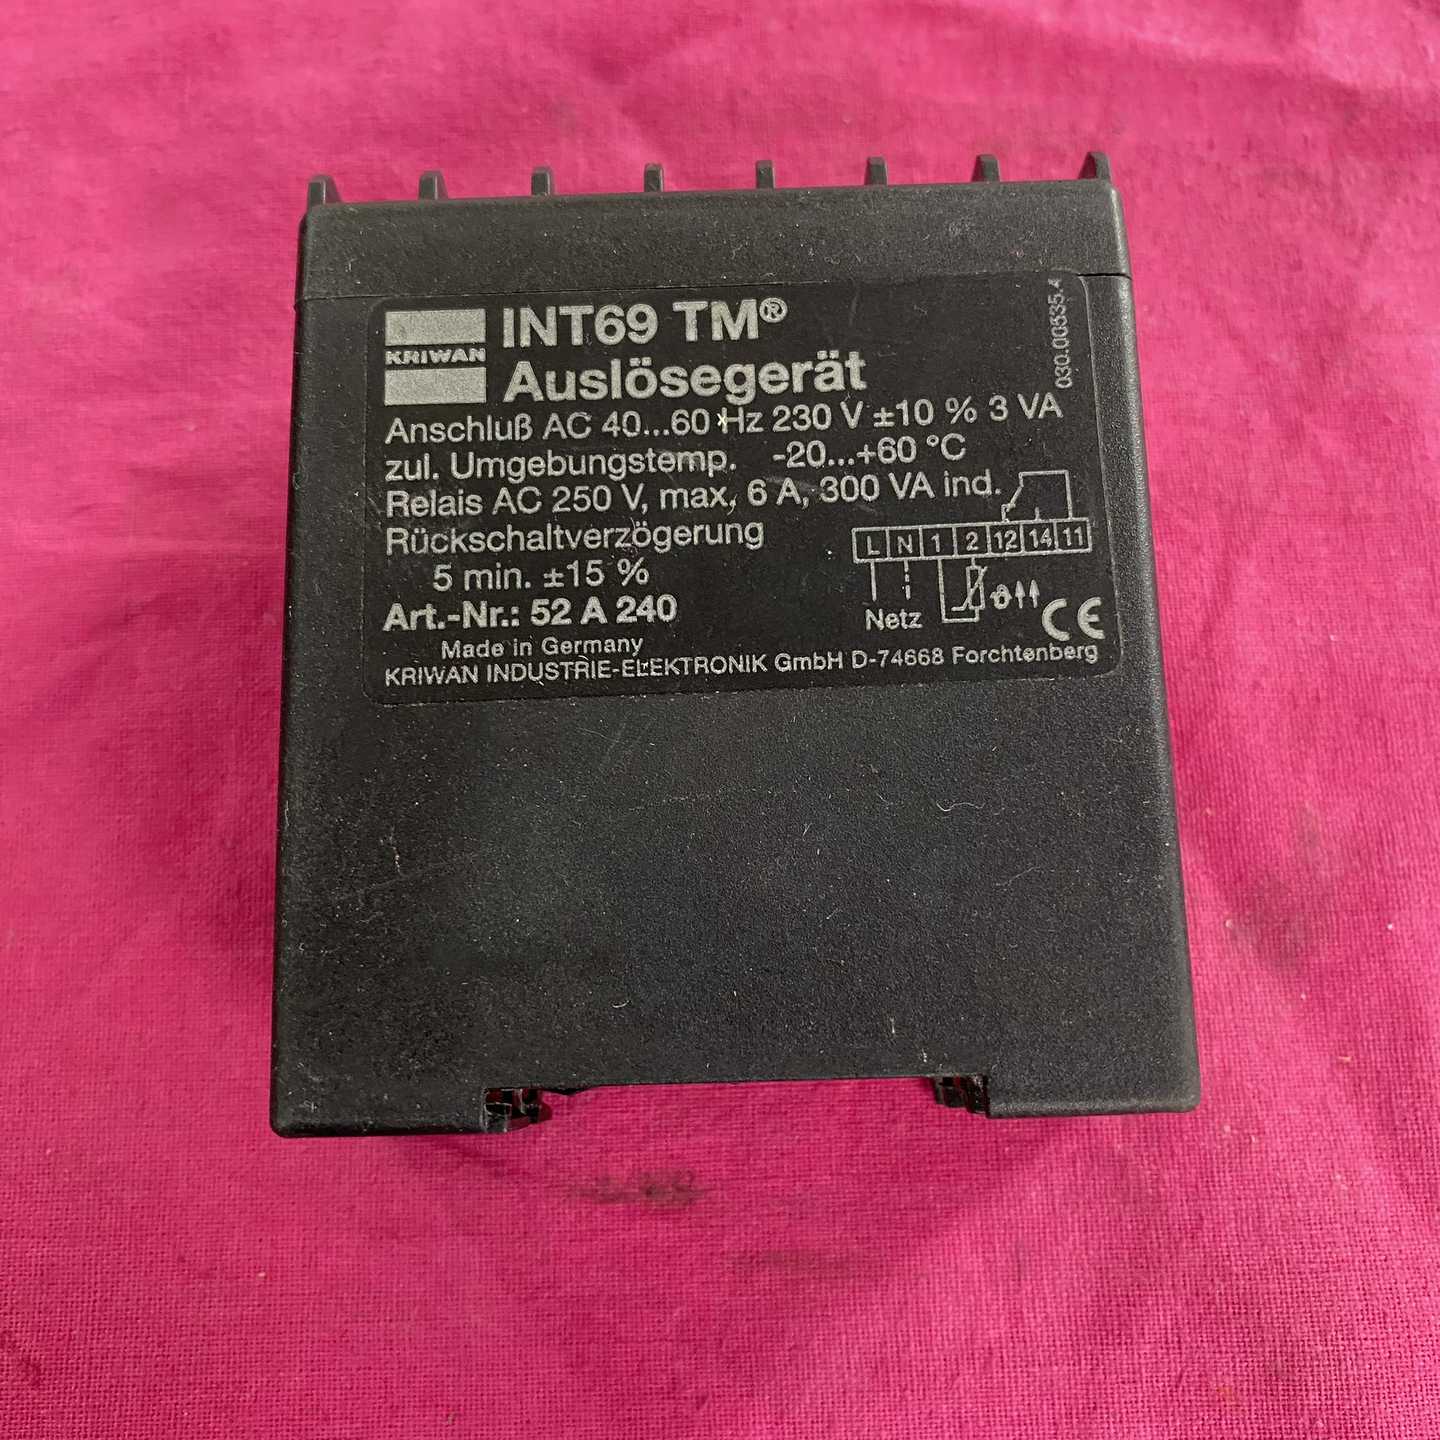 KRIWAN
INT69 TM®
Auslösegerät
030.00335.4
Anschluß AC 40...60 Hz 230 V ±10 % 3 VA
zul. Umgebungstemp. -20...+60 °C
Relais AC 250 V, max, 6 A, 300 VA ind.
Rückschaltverzögerung
5 min. ±15 %
L N 1 2 12 14 11
Netz ϑ
Art.-Nr.: 52 A 240
CE
Made in Germany
KRIWAN INDUSTRIE-ELEKTRONIK GmbH D-74668 Forchtenberg